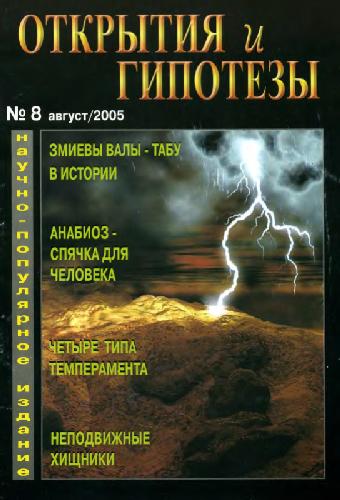 ОТКРЫТИЯ и
ГИПОТЕЗЫ
№ 8 август/2005
научно-популярное издание
ЗМИЕВЫ ВАЛЫ - ТАБУ
В ИСТОРИИ
АНАБИОЗ -
СПЯЧКА ДЛЯ
ЧЕЛОВЕКА
ЧЕТЫРЕ ТИПА
ТЕМПЕРАМЕНТА
НЕПОДВИЖНЫЕ
ХИЩНИКИ